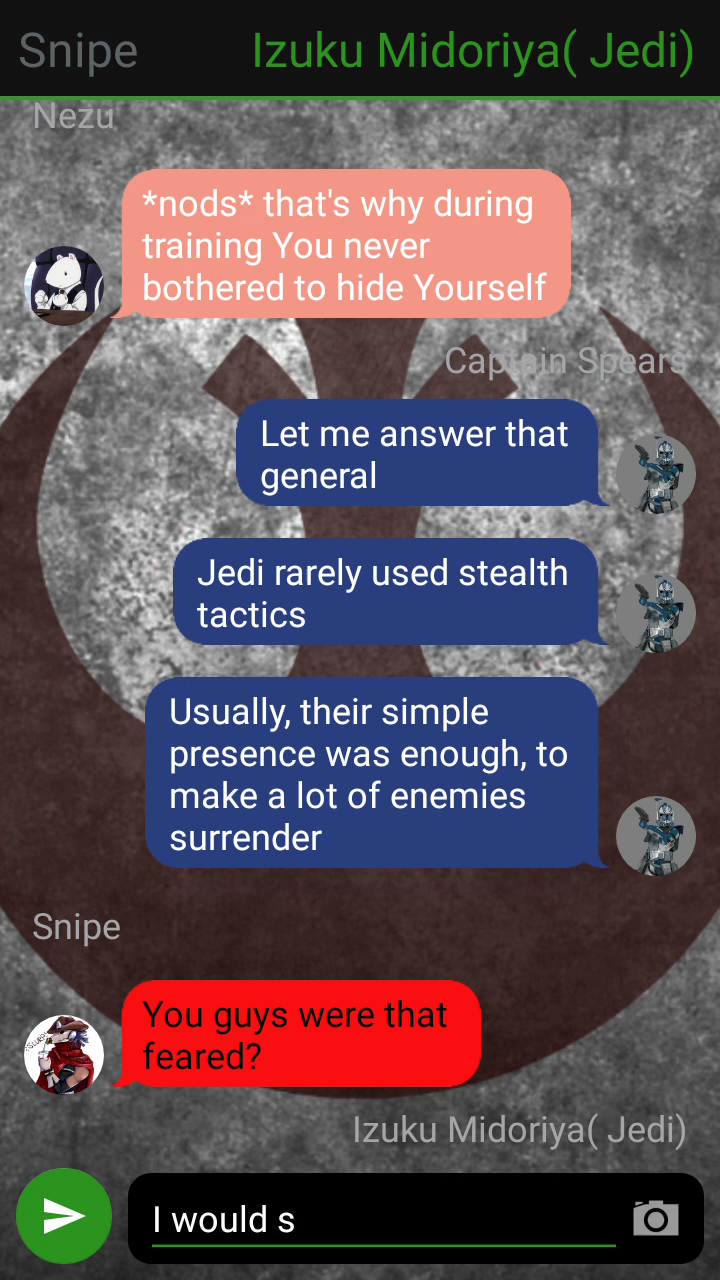 Snipe
Izuku Midoriya( Jedi)
Nezu
*nods* that's why during
training You never
bothered to hide Yourself
Captain Spears
Let me answer that
general
Jedi rarely used stealth
tactics
Usually, their simple
presence was enough, to
make a lot of enemies
surrender
Snipe
You guys were that
feared?
Izuku Midoriya( Jedi)
I would s